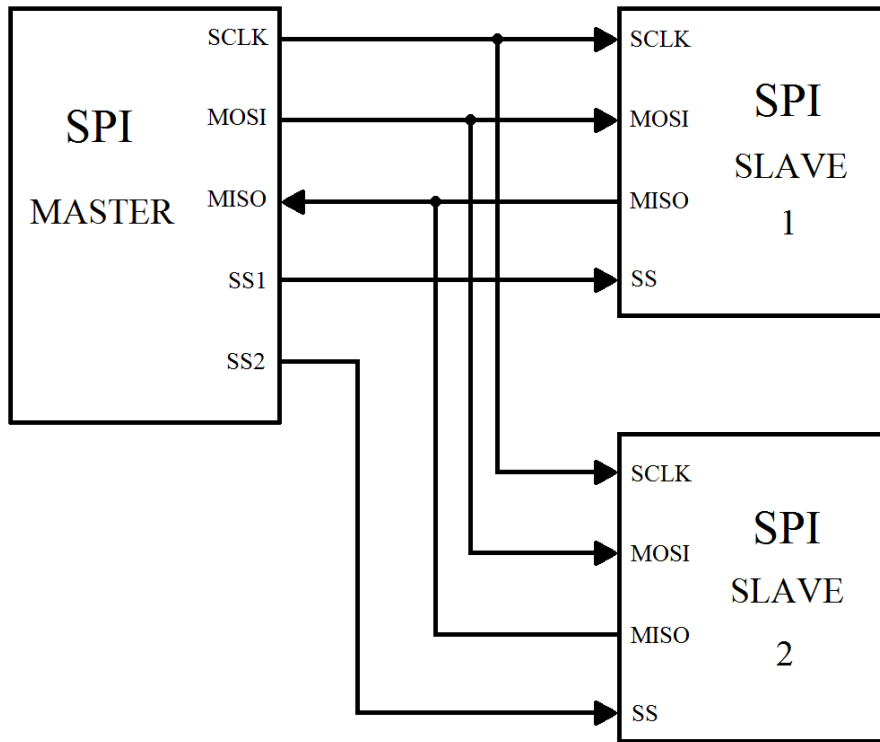 SPI
MASTER
SCLK
MOSI
MISO
SS1
SS2
SCLK
MOSI
MISO
SS
SPI
SLAVE
1
SCLK
MOSI
MISO
SS
SPI
SLAVE
2